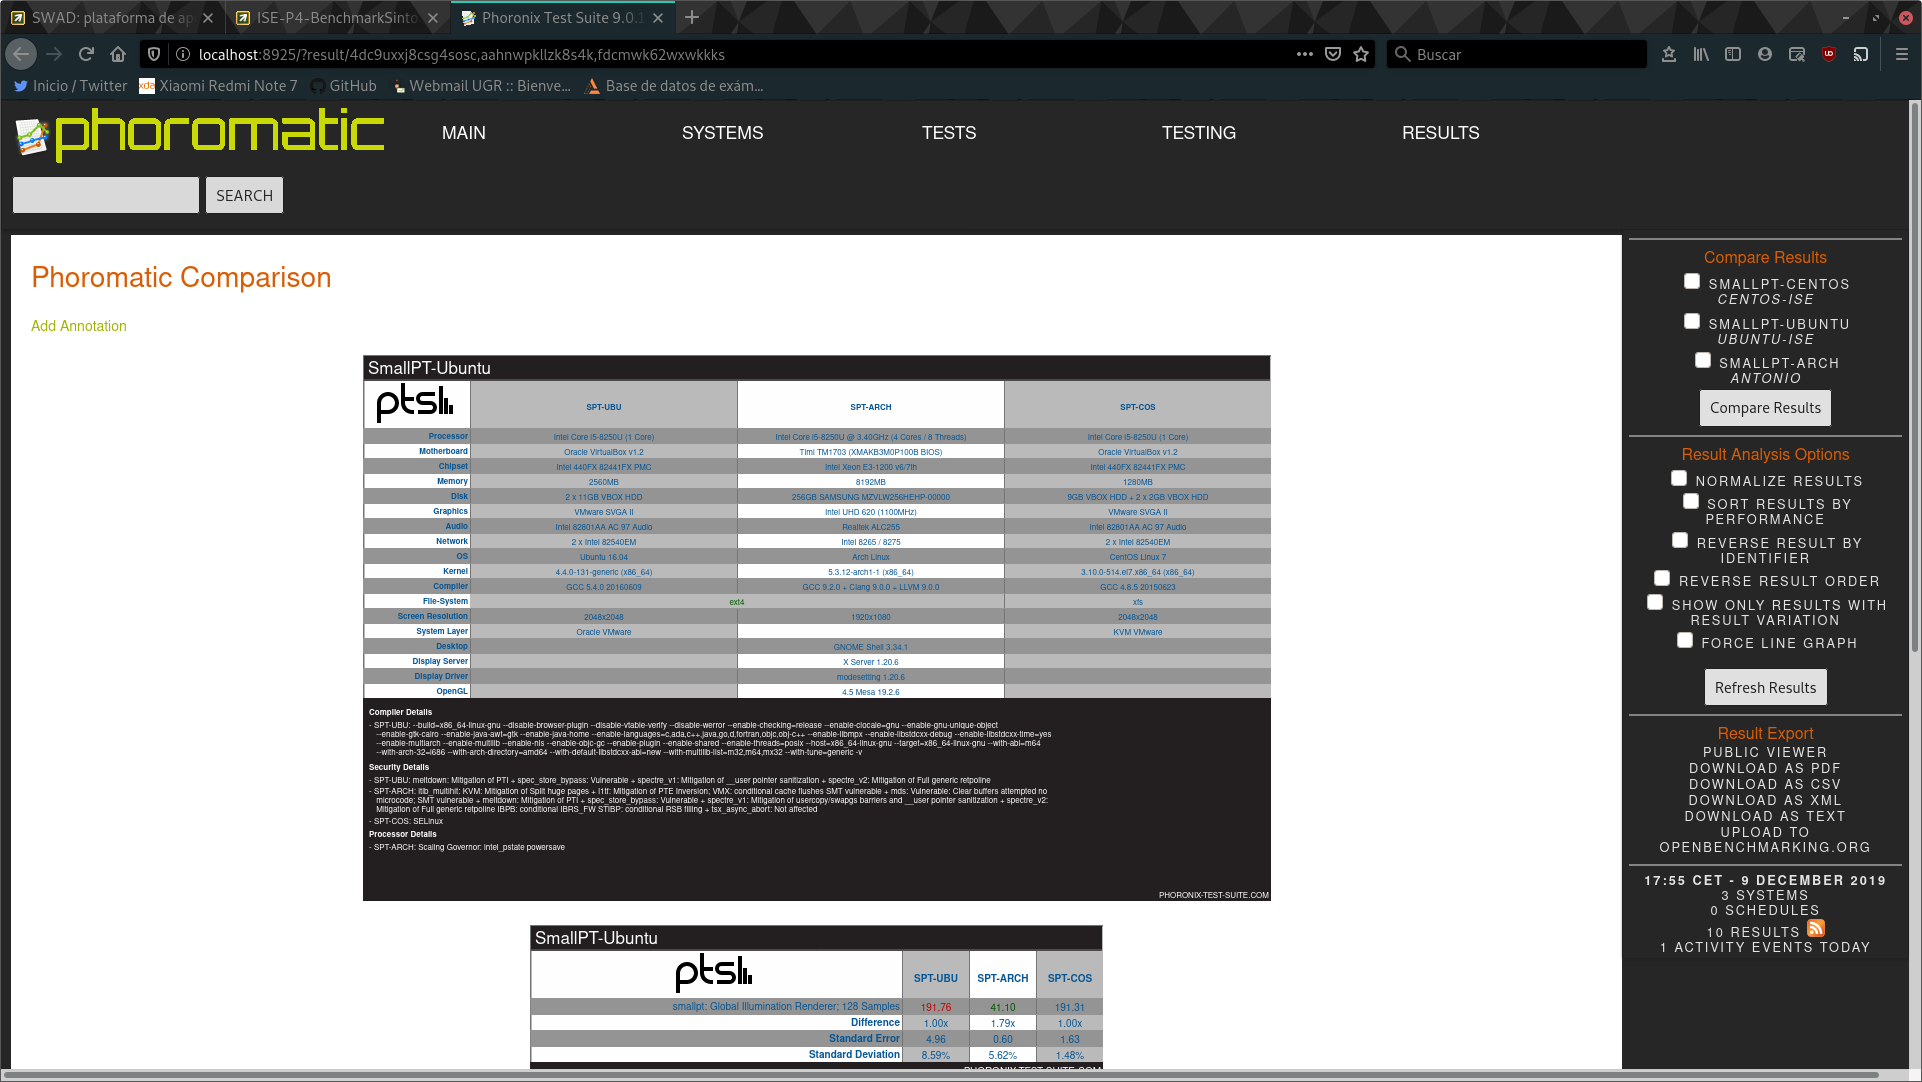 SWAD: plataforma de ap
ISE-P4-BenchmarkSinto
Phoronix Test Suite 9.0.1
localhost:8925/?result/4dc9uxxj8csg4sosc,aahnwpkllzk8s4k,fdcmwk62wxwkkks
Buscar
Inicio / Twitter
xda Xiaomi Redmi Note 7
GitHub
Webmail UGR :: Bienve...
Base de datos de exám...
phoromatic
MAIN
SYSTEMS
TESTS
TESTING
RESULTS
SEARCH
Phoromatic Comparison
Add Annotation
SmallPT-Ubuntu
ptsl SPT-UBU SPT-ARCH SPT-COS
Processor Intel Core i5-8250U (1 Core) Intel Core i5-8250U @ 3.40GHz (4 Cores / 8 Threads) Intel Core i5-8250U (1 Core)
Motherboard Oracle VirtualBox v1.2 Timi TM1703 (XMAKB3M0P100B BIOS) Oracle VirtualBox v1.2
Chipset Intel 440FX 82441FX PMC Intel Xeon E3-1200 v6/7th Intel 440FX 82441FX PMC
Memory 2560MB 8192MB 1280MB
Disk 2 x 11GB VBOX HDD 256GB SAMSUNG MZVLW256HEHP-00000 9GB VBOX HDD + 2 x 2GB VBOX HDD
Graphics VMware SVGA II Intel UHD 620 (1100MHz) VMware SVGA II
Audio Intel 82801AA AC 97 Audio Realtek ALC255 Intel 82801AA AC 97 Audio
Network 2 x Intel 82540EM Intel 8265 / 8275 2 x Intel 82540EM
OS Ubuntu 16.04 Arch Linux CentOS Linux 7
Kernel 4.4.0-131-generic (x86_64) 5.3.12-arch1-1 (x86_64) 3.10.0-514.el7.x86_64 (x86_64)
Compiler GCC 5.4.0 20160609 GCC 9.2.0 + Clang 9.0.0 + LLVM 9.0.0 GCC 4.8.5 20150623
File-System ext4 xfs
Screen Resolution 2048x2048 1920x1080 2048x2048
System Layer Oracle VMware KVM VMware
Desktop GNOME Shell 3.34.1
Display Server X Server 1.20.6
Display Driver modesetting 1.20.6
OpenGL 4.5 Mesa 19.2.6
Compiler Details
- SPT-UBU: --build=x86_64-linux-gnu --disable-browser-plugin --disable-vtable-verify --disable-werror --enable-checking=release --enable-clocale=gnu --enable-gnu-unique-object
--enable-gtk-cairo --enable-java-awt=gtk --enable-java-home --enable-languages=c,ada,c++,java,go,d,fortran,objc,obj-c++ --enable-libmpx --enable-libstdcxx-debug --enable-libstdcxx-time=yes
--enable-multiarch --enable-multilib --enable-nls --enable-objc-gc --enable-plugin --enable-shared --enable-threads=posix --host=x86_64-linux-gnu --target=x86_64-linux-gnu --with-abi=m64
--with-arch-32=i686 --with-arch-directory=amd64 --with-default-libstdcxx-abi=new --with-multilib-list=m32,m64,mx32 --with-tune=generic -v
Security Details
- SPT-UBU: meltdown: Mitigation of PTI + spec_store_bypass: Vulnerable + spectre_v1: Mitigation of __user pointer sanitization + spectre_v2: Mitigation of Full generic retpoline
- SPT-ARCH: itlb_multihit: KVM: Mitigation of Split huge pages + l1tf: Mitigation of PTE Inversion; VMX: conditional cache flushes SMT vulnerable + mds: Vulnerable: Clear buffers attempted no
microcode; SMT vulnerable + meltdown: Mitigation of PTI + spec_store_bypass: Vulnerable + spectre_v1: Mitigation of usercopy/swapgs barriers and __user pointer sanitization + spectre_v2:
Mitigation of Full generic retpoline IBPB: conditional IBRS_FW STIBP: conditional RSB filling + tsx_async_abort: Not affected
- SPT-COS: SELinux
Processor Details
- SPT-ARCH: Scaling Governor: intel_pstate powersave
PHORONIX-TEST-SUITE.COM
SmallPT-Ubuntu
ptsl SPT-UBU SPT-ARCH SPT-COS
smallpt: Global Illumination Renderer; 128 Samples 191.76 41.10 191.31
Difference 1.00x 1.79x 1.00x
Standard Error 4.96 0.60 1.63
Standard Deviation 8.59% 5.62% 1.48%
PHORONIX-TEST-SUITE.COM
Compare Results
SMALLPT-CENTOS
CENTOS-ISE
SMALLPT-UBUNTU
UBUNTU-ISE
SMALLPT-ARCH
ANTONIO
Compare Results
Result Analysis Options
NORMALIZE RESULTS
SORT RESULTS BY
PERFORMANCE
REVERSE RESULT BY
IDENTIFIER
REVERSE RESULT ORDER
SHOW ONLY RESULTS WITH
RESULT VARIATION
FORCE LINE GRAPH
Refresh Results
Result Export
PUBLIC VIEWER
DOWNLOAD AS PDF
DOWNLOAD AS CSV
DOWNLOAD AS XML
DOWNLOAD AS TEXT
UPLOAD TO
OPENBENCHMARKING.ORG
17:55 CET - 9 DECEMBER 2019
3 SYSTEMS
0 SCHEDULES
10 RESULTS
1 ACTIVITY EVENTS TODAY